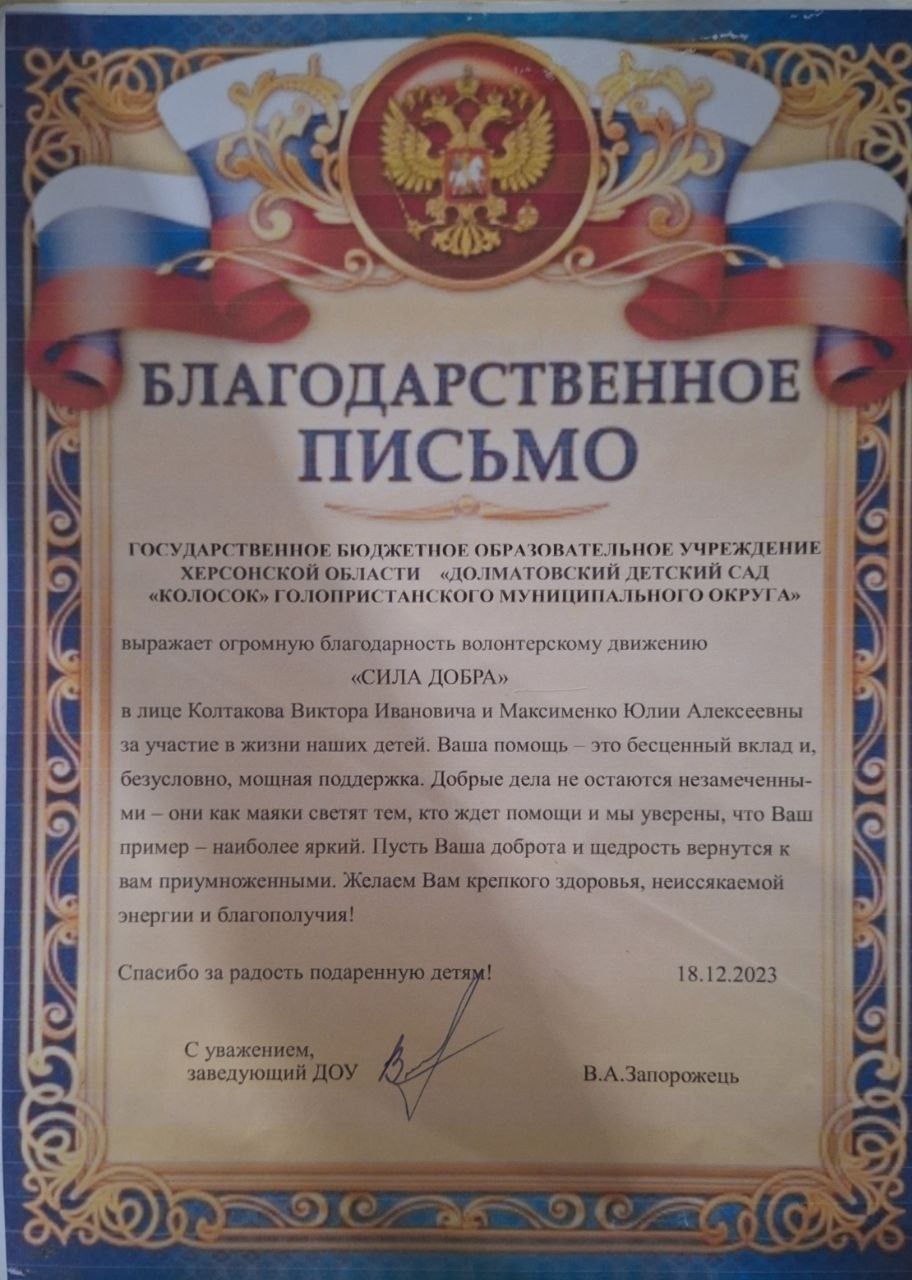 БЛАГОДАРСТВЕННОЕ
ПИСЬМО
ГОСУДАРСТВЕННОЕ БЮДЖЕТНОЕ ОБРАЗОВАТЕЛЬНОЕ УЧРЕЖДЕНИЕ
ХЕРСОНСКОЙ ОБЛАСТИ «ДОЛМАТОВСКИЙ ДЕТСКИЙ САД
«КОЛОСОК» ГОЛОПРИСТАНСКОГО МУНИЦИПАЛЬНОГО ОКРУГА»
выражает огромную благодарность волонтерскому движению
«СИЛА ДОБРА»
в лице Колтакова Виктора Ивановича и Максименко Юлии Алексеевны
за участие в жизни наших детей. Ваша помощь – это бесценный вклад и,
безусловно, мощная поддержка. Добрые дела не остаются незамеченны-
ми – они как маяки светят тем, кто ждет помощи и мы уверены, что Ваш
пример – наиболее яркий. Пусть Ваша доброта и щедрость вернутся к
вам приумноженными. Желаем Вам крепкого здоровья, неиссякаемой
энергии и благополучия!
Спасибо за радость подаренную детям! 18.12.2023
С уважением,
заведующий ДОУ В.А.Запорожець